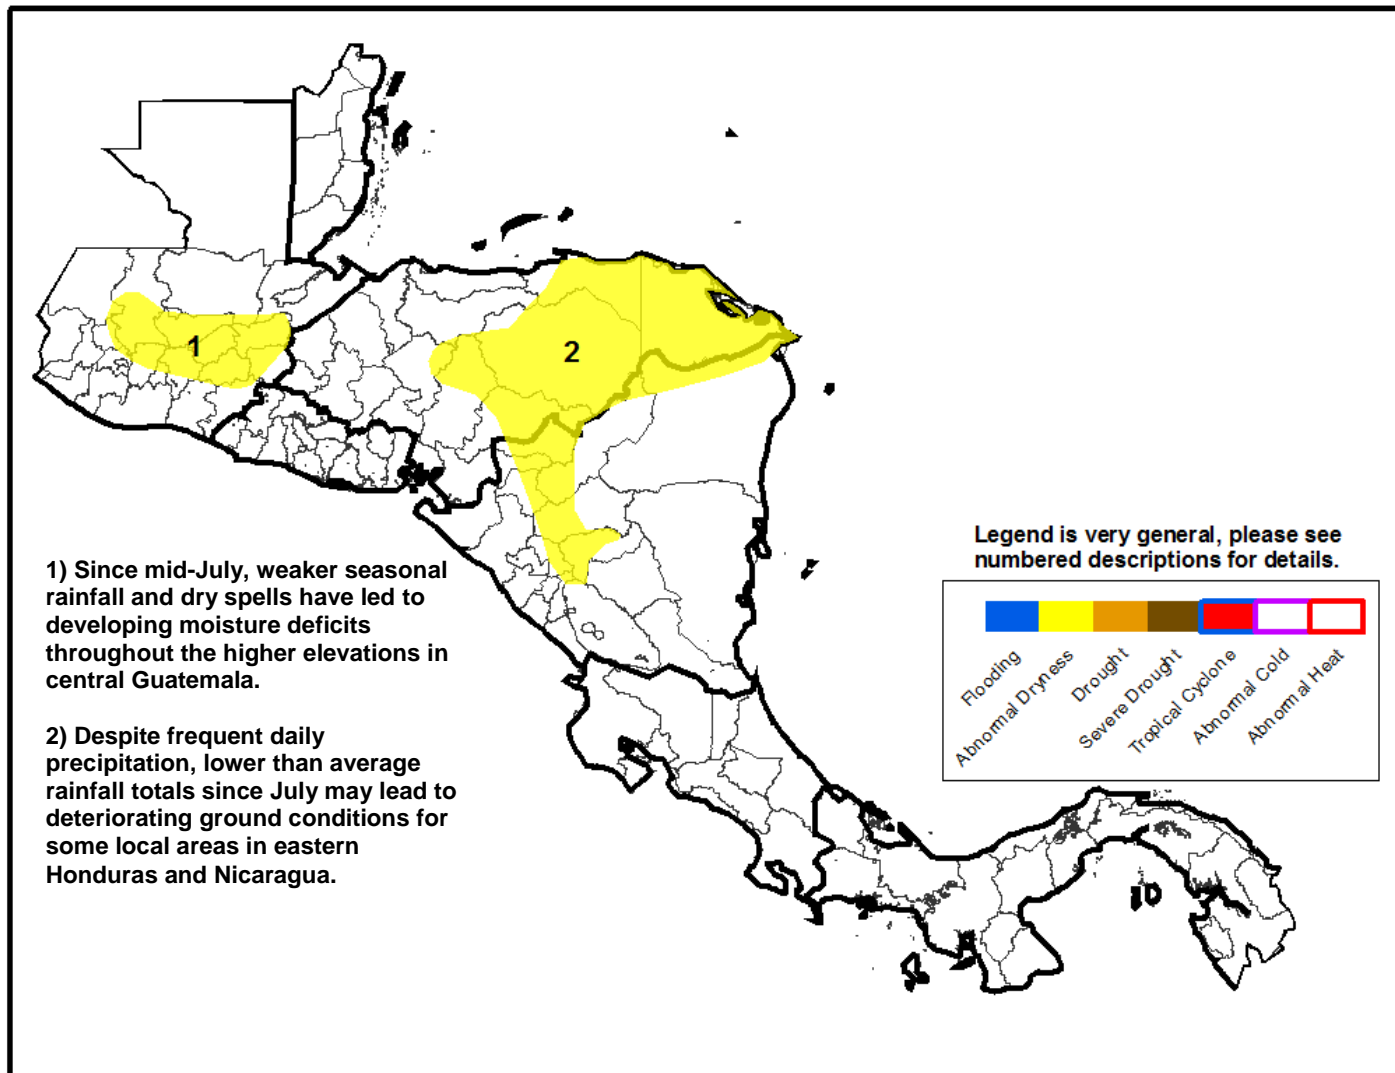 1
2
1) Since mid-July, weaker seasonal
rainfall and dry spells have led to
developing moisture deficits
throughout the higher elevations in
central Guatemala.
2) Despite frequent daily
precipitation, lower than average
rainfall totals since July may lead to
deteriorating ground conditions for
some local areas in eastern
Honduras and Nicaragua.
Legend is very general, please see
numbered descriptions for details.
Flooding
Abnormal Dryness
Drought
Severe Drought
Tropical Cyclone
Abnormal Cold
Abnormal Heat